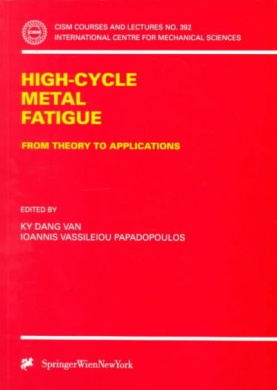 CISM COURSES AND LECTURES NO. 392
INTERNATIONAL CENTRE FOR MECHANICAL SCIENCES
HIGH-CYCLE
METAL
FATIGUE
FROM THEORY TO APPLICATIONS
EDITED BY
KY DANG VAN
IOANNIS VASSILEIOU PAPADOPOULOS
SpringerWienNewYork